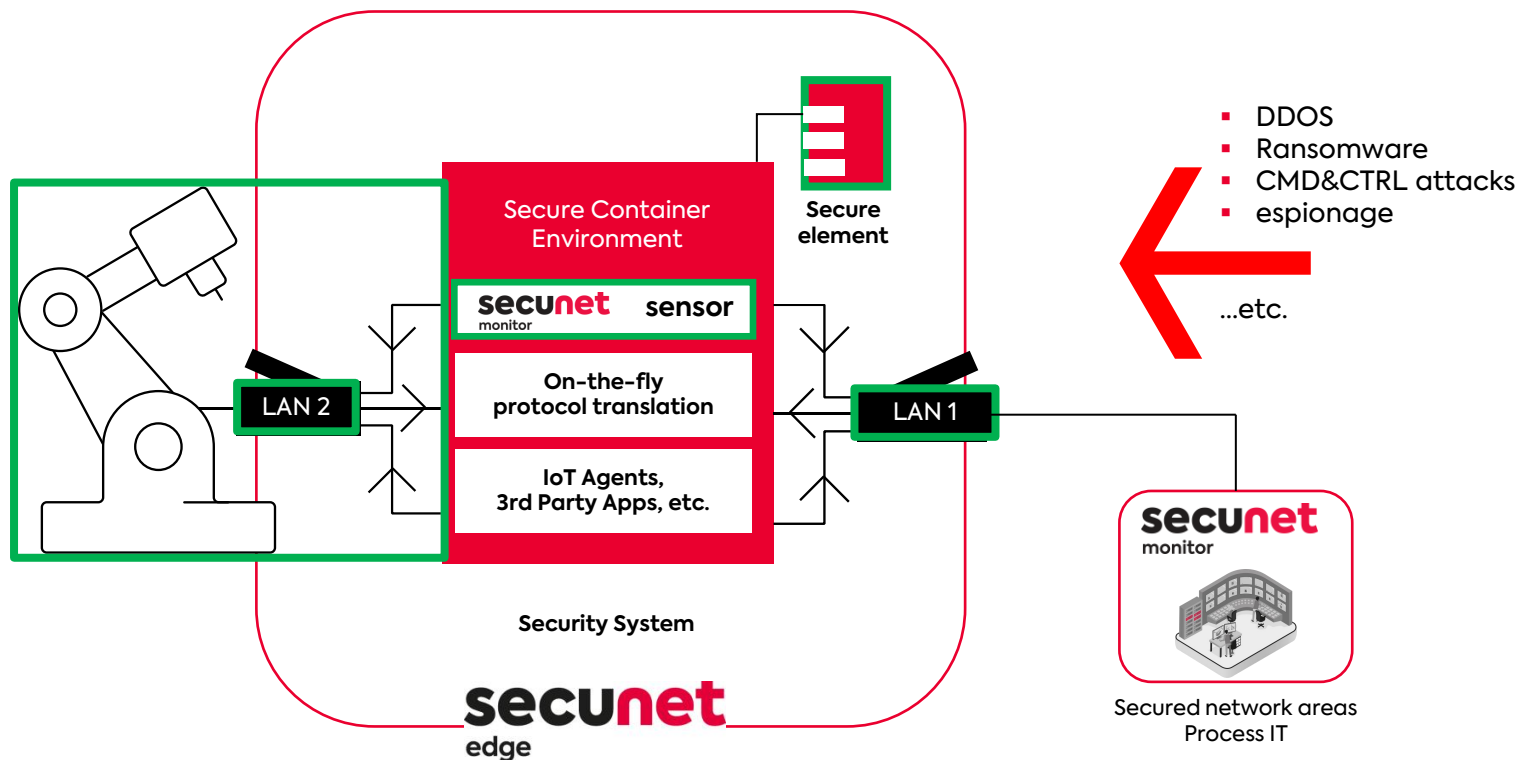 DDOS
Ransomware
CMD&CTRL attacks
espionage
...etc.
Secure
element
Secure Container
Environment
secunet
monitor
sensor
On-the-fly
protocol translation
IoT Agents,
3rd Party Apps, etc.
LAN 2
LAN 1
Security System
secunet
edge
secunet
monitor
Secured network areas
Process IT